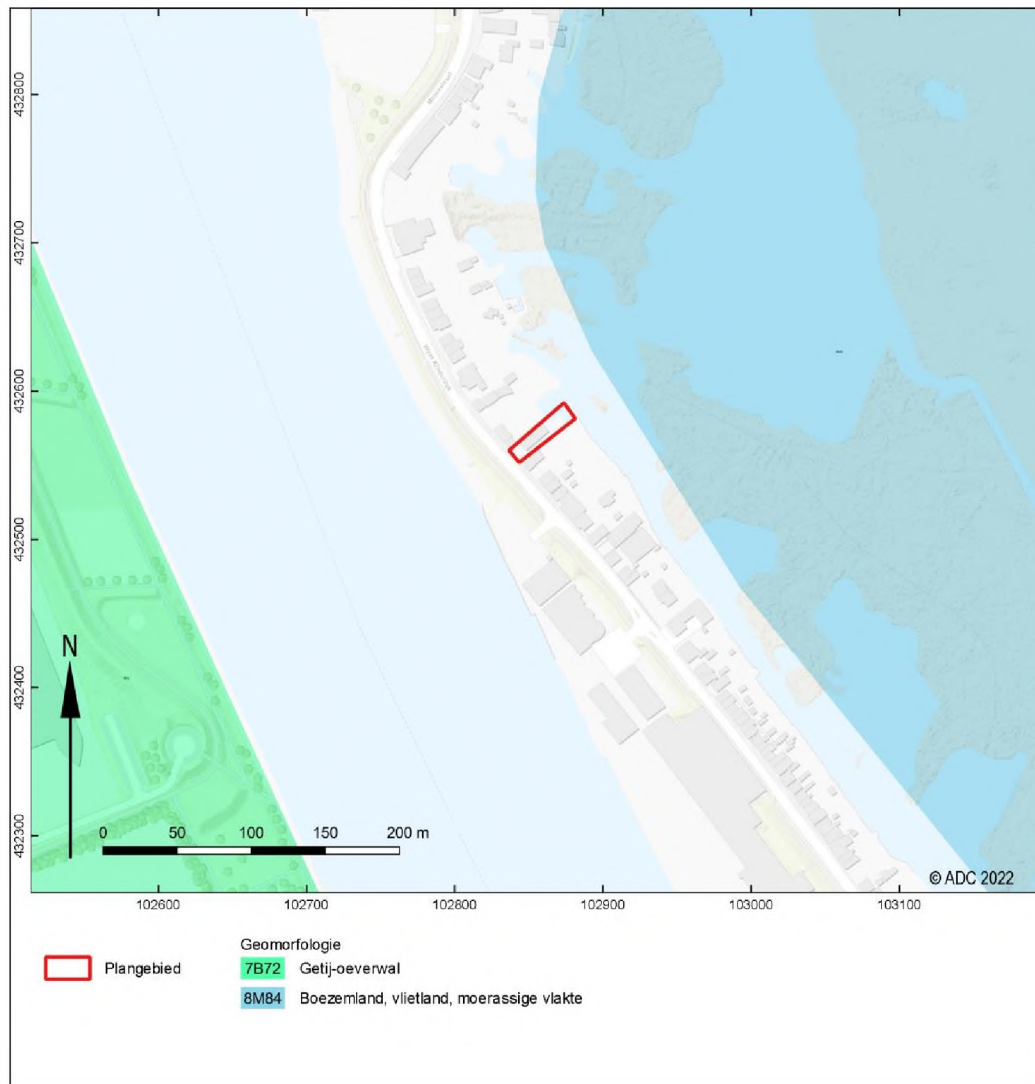 432800
432700
432600
432500
432400
432300
N
0 50 100 150 200 m
© ADC 2022
102600 102700 102800 102900 103000 103100
Geomorfologie
Plangebied
7B72 Getij-oeverwal
8M84 Boezemland, vlietland, moerassige vlakte